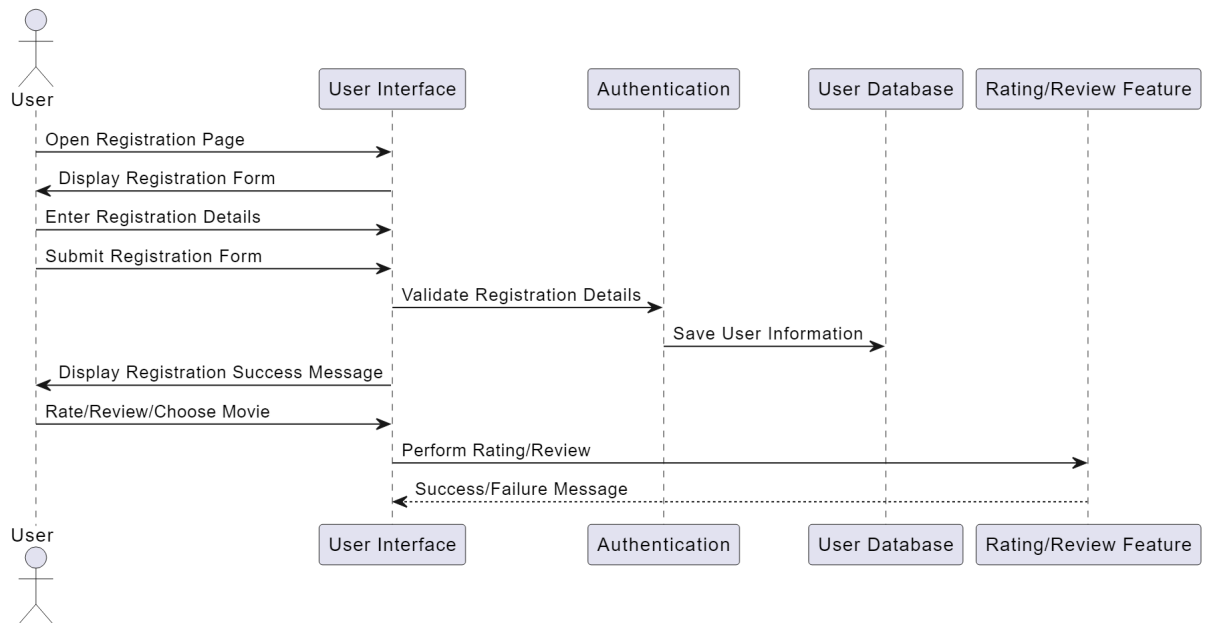 User
User Interface
Authentication
User Database
Rating/Review Feature
Open Registration Page
Display Registration Form
Enter Registration Details
Submit Registration Form
Validate Registration Details
Save User Information
Display Registration Success Message
Rate/Review/Choose Movie
Perform Rating/Review
Success/Failure Message
User
User Interface
Authentication
User Database
Rating/Review Feature